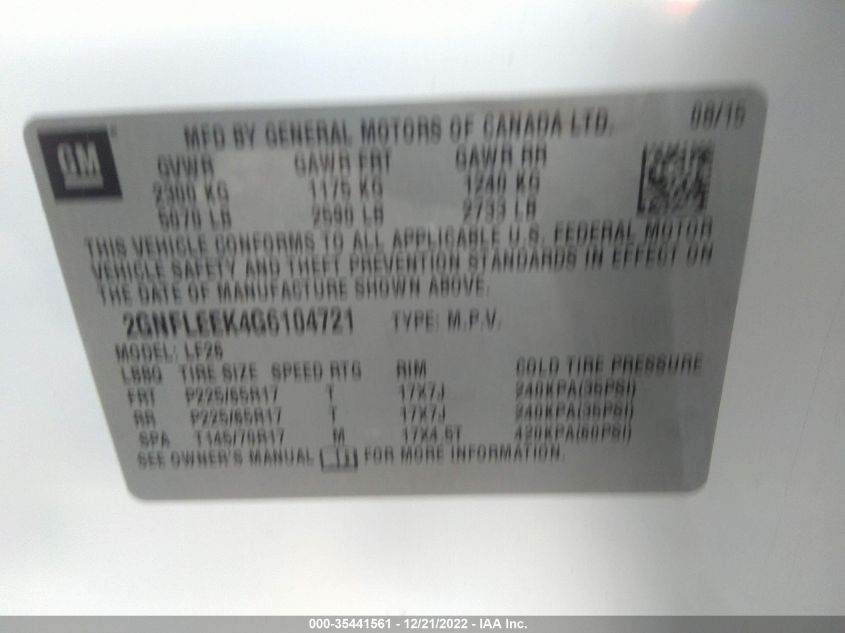 GM
MFD BY GENERAL MOTORS OF CANADA LTD. 08/15
GVWR GAWR FRT GAWR RR
2300 KG 1175 KG 1240 KG
5070 LB 2590 LB 2733 LB
THIS VEHICLE CONFORMS TO ALL APPLICABLE U.S. FEDERAL MOTOR
VEHICLE SAFETY AND THEFT PREVENTION STANDARDS IN EFFECT ON
THE DATE OF MANUFACTURE SHOWN ABOVE.
2GNFLEEK4G6104721 TYPE: M.P.V.
MODEL: LF26
TIRE SIZE SPEED RTG RIM COLD TIRE PRESSURE
FRT P225/65R17 T 17X7J 240KPA(35PSI)
RR P225/65R17 T 17X7J 240KPA(35PSI)
SPA T145/70R17 M 17X4.5T 420KPA(60PSI)
SEE OWNER'S MANUAL FOR MORE INFORMATION.
000-35441561 - 12/21/2022 - IAA Inc.